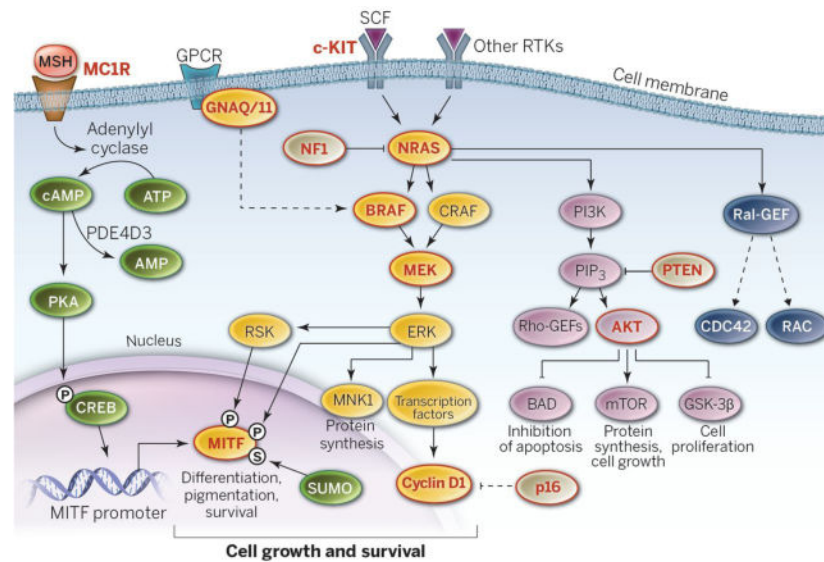 SCF
MSH
MC1R
GPCR
c-KIT
Other RTKs
Cell membrane
GNAQ/11
Adenylyl
cyclase
NF1
NRAS
cAMP
ATP
BRAF
CRAF
PI3K
Ral-GEF
PDE4D3
AMP
MEK
PIP3
PTEN
PKA
RSK
ERK
Rho-GEFs
AKT
CDC42
RAC
Nucleus
P
CREB
MNK1
Protein
synthesis
Transcription
factors
BAD
Inhibition
of apoptosis
mTOR
Protein
synthesis,
cell growth
GSK-3β
Cell
proliferation
P
P
S
MITF
Differentiation,
pigmentation,
survival
SUMO
Cyclin D1
p16
MITF promoter
Cell growth and survival